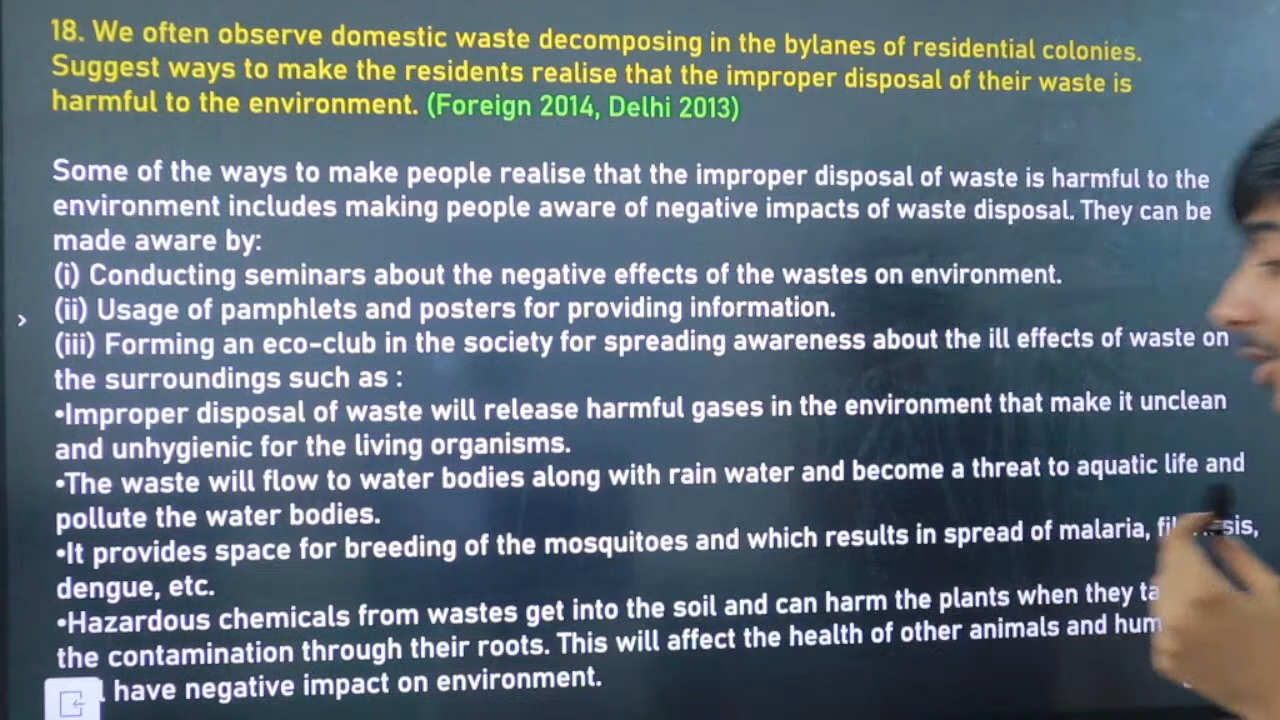 18. We often observe domestic waste decomposing in the bylanes of residential colonies.
Suggest ways to make the residents realise that the improper disposal of their waste is
harmful to the environment. (Foreign 2014, Delhi 2013)
Some of the ways to make people realise that the improper disposal of waste is harmful to the
environment includes making people aware of negative impacts of waste disposal. They can be
made aware by:
(i) Conducting seminars about the negative effects of the wastes on environment.
(ii) Usage of pamphlets and posters for providing information.
(iii) Forming an eco-club in the society for spreading awareness about the ill effects of waste on
the surroundings such as :
•Improper disposal of waste will release harmful gases in the environment that make it unclean
and unhygienic for the living organisms.
•The waste will flow to water bodies along with rain water and become a threat to aquatic life and
pollute the water bodies.
•It provides space for breeding of the mosquitoes and which results in spread of malaria,
dengue, etc.
•Hazardous chemicals from wastes get into the soil and can harm the plants when they
the contamination through their roots. This will affect the health of other animals and
have negative impact on environment.